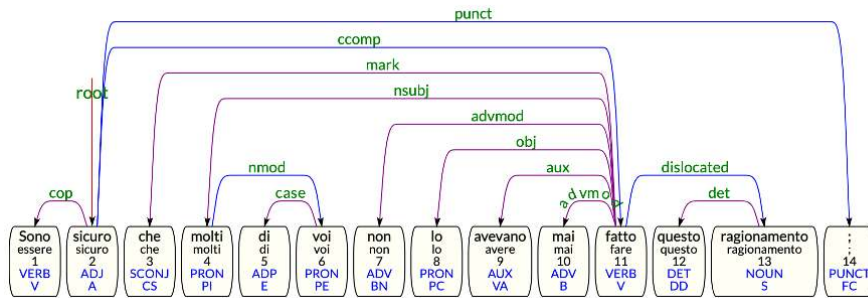 punct
ccomp
mark
root
nsubj
advmod
obj
nmod
aux
dislocated
cop
case
advmod
det
Sono sicuro che molti di voi non lo avevano mai fatto questo ragionamento ;
essere sicuro che molti di voi non lo avere mai fare questo ragionamento ;
1 2 3 4 5 6 7 8 9 10 11 12 13 14
VERB ADJ SCONJ PRON ADP PRON ADV PRON AUX ADV VERB DET NOUN PUNCT
V A CS PI E PE BN PC VA B V DD S FC